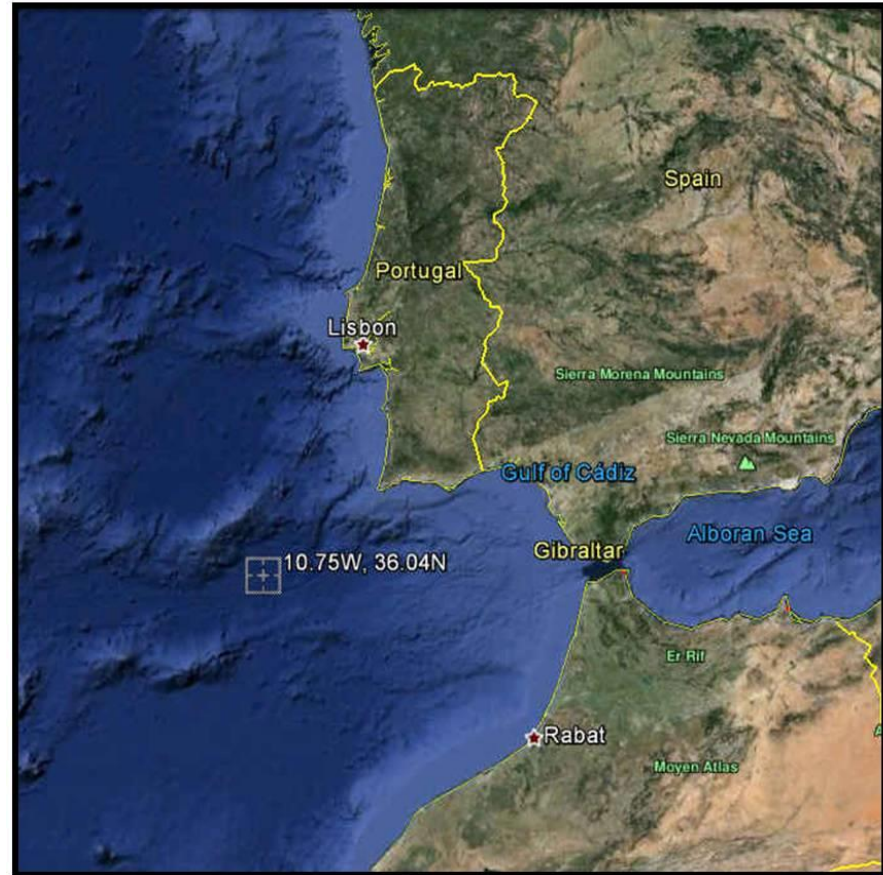 Spain
Portugal
Lisbon
Sierra Morena Mountains
Sierra Nevada Mountains
Gulf of Cádiz
Alboran Sea
Gibraltar
10.75W, 36.04N
Er Rif
Rabat
Moyen Atlas
A